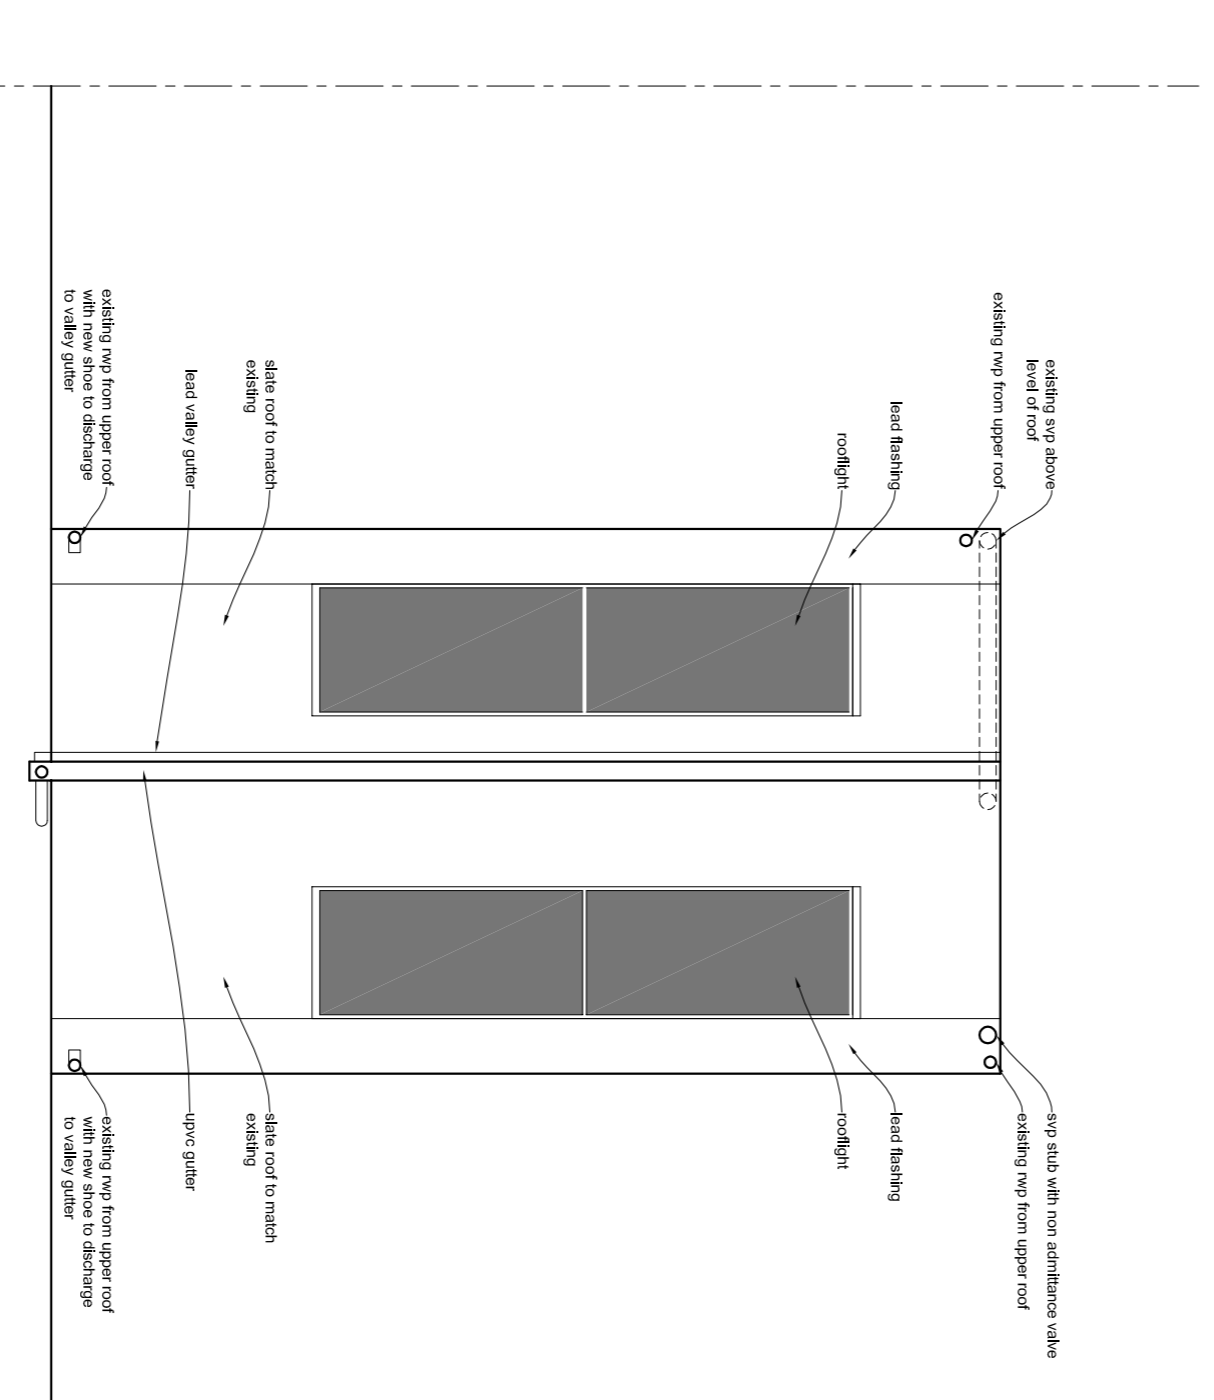 existing svp above
level of roof
existing rwp from upper roof
lead flashing
rooflight
slate roof to match
existing
lead valley gutter
existing rwp from upper roof
with new shoe to discharge
to valley gutter
svp stub with non admittance valve
existing rwp from upper roof
lead flashing
rooflight
slate roof to match
existing
upvc gutter
existing rwp from upper roof
with new shoe to discharge
to valley gutter